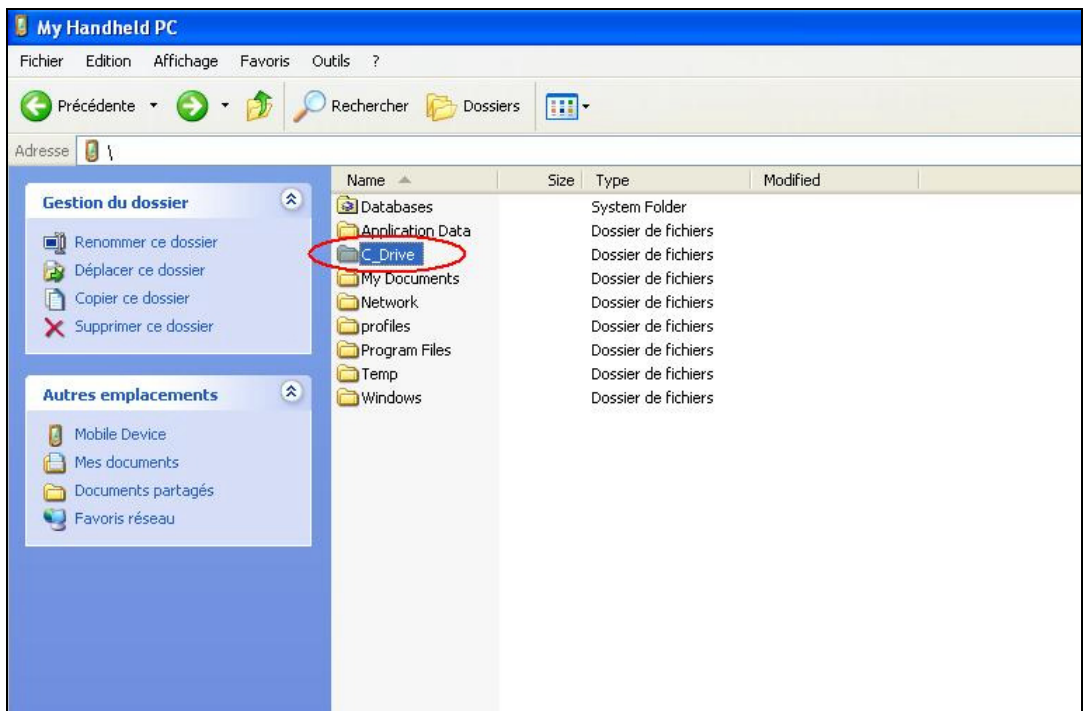 My Handheld PC
Fichier Edition Affichage Favoris Outils ?
Précédente Rechercher Dossiers
Adresse \
Name Size Type Modified
Gestion du dossier
Renommer ce dossier
Déplacer ce dossier
Copier ce dossier
Supprimer ce dossier
Autres emplacements
Mobile Device
Mes documents
Documents partagés
Favoris réseau
Databases System Folder
Application Data Dossier de fichiers
C_Drive Dossier de fichiers
My Documents Dossier de fichiers
Network Dossier de fichiers
profiles Dossier de fichiers
Program Files Dossier de fichiers
Temp Dossier de fichiers
Windows Dossier de fichiers